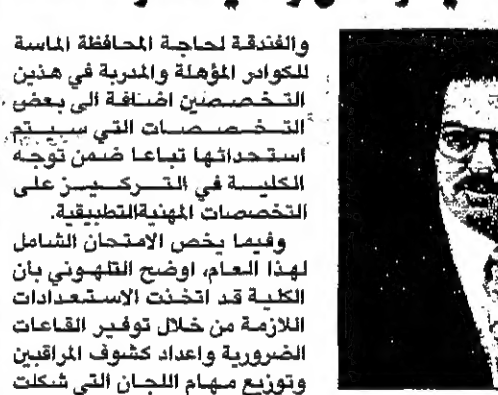 والفندقة لحاجة المحافظة الماسة
للكوادر المؤهلة والمدربة في هذين
التخصصين اضافة الى بعض
التخصصات التي سيتم
استحداثها تباعا ضمن توجه
الكلية في التركيز على
التخصصات المهنيةالتطبيقية.
وفيما يخص الامتحان الشامل
لهذا العام، اوضح التلهوني بأن
الكلية قد اتخذت الاستعدادات
اللازمة من خلال توفير القاعات
الضرورية واعداد كشوف المراقبين
وتوزيع مهام اللجان التي شكلت